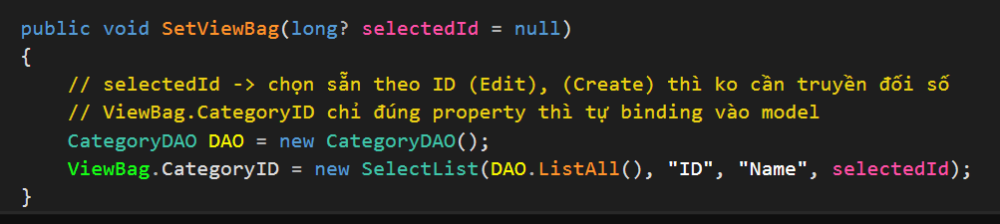 public void SetViewBag(long? selectedId = null)
{
// selectedId -> chọn sẵn theo ID (Edit), (Create) thì ko cần truyền đối số
// ViewBag.CategoryID chỉ đúng property thì tự binding vào model
CategoryDAO DAO = new CategoryDAO();
ViewBag.CategoryID = new SelectList(DAO.ListAll(), "ID", "Name", selectedId);
}